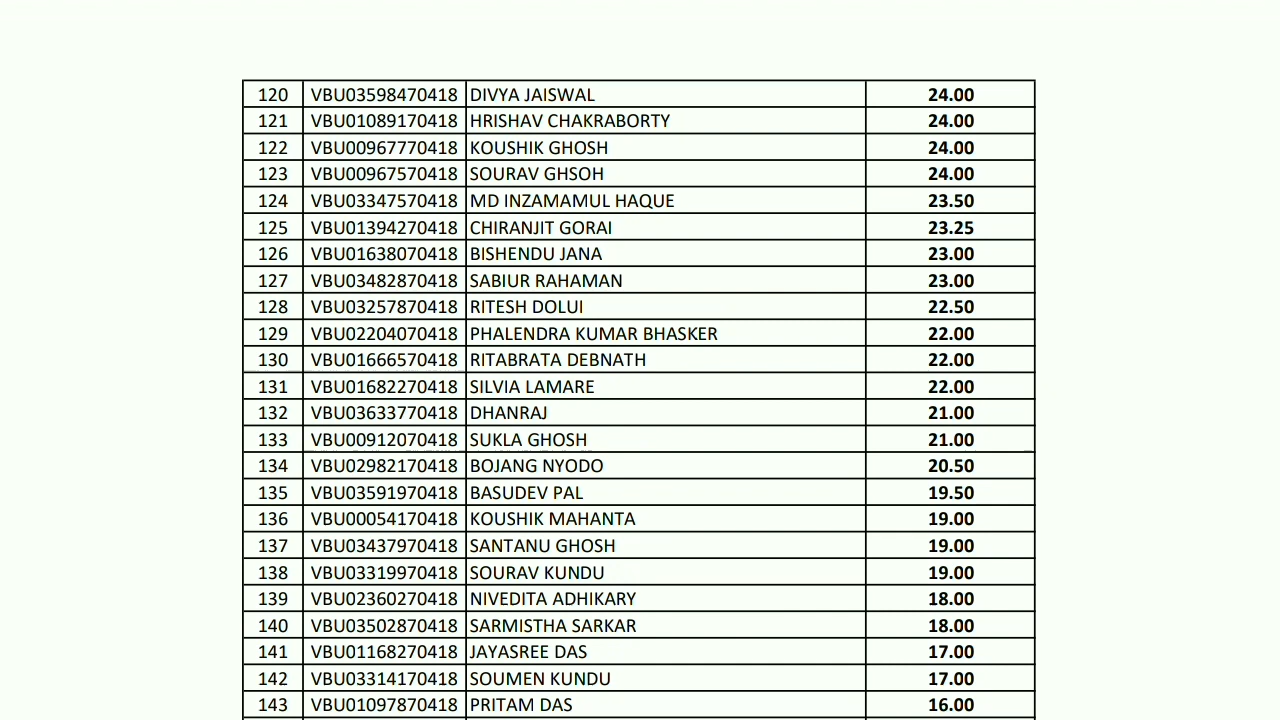 120 VBU03598470418 DIVYA JAISWAL 24.00
121 VBU01089170418 HRISHAV CHAKRABORTY 24.00
122 VBU00967770418 KOUSHIK GHOSH 24.00
123 VBU00967570418 SOURAV GHSOH 24.00
124 VBU03347570418 MD INZAMAMUL HAQUE 23.50
125 VBU01394270418 CHIRANJIT GORAI 23.25
126 VBU01638070418 BISHENDU JANA 23.00
127 VBU03482870418 SABIUR RAHAMAN 23.00
128 VBU03257870418 RITESH DOLUI 22.50
129 VBU02204070418 PHALENDRA KUMAR BHASKER 22.00
130 VBU01666570418 RITABRATA DEBNATH 22.00
131 VBU01682270418 SILVIA LAMARE 22.00
132 VBU03633770418 DHANRAJ 21.00
133 VBU00912070418 SUKLA GHOSH 21.00
134 VBU02982170418 BOJANG NYODO 20.50
135 VBU03591970418 BASUDEV PAL 19.50
136 VBU00054170418 KOUSHIK MAHANTA 19.00
137 VBU03437970418 SANTANU GHOSH 19.00
138 VBU03319970418 SOURAV KUNDU 19.00
139 VBU02360270418 NIVEDITA ADHIKARY 18.00
140 VBU03502870418 SARMISTHA SARKAR 18.00
141 VBU01168270418 JAYASREE DAS 17.00
142 VBU03314170418 SOUMEN KUNDU 17.00
143 VBU01097870418 PRITAM DAS 16.00